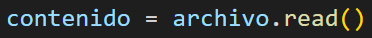 contenido = archivo.read()